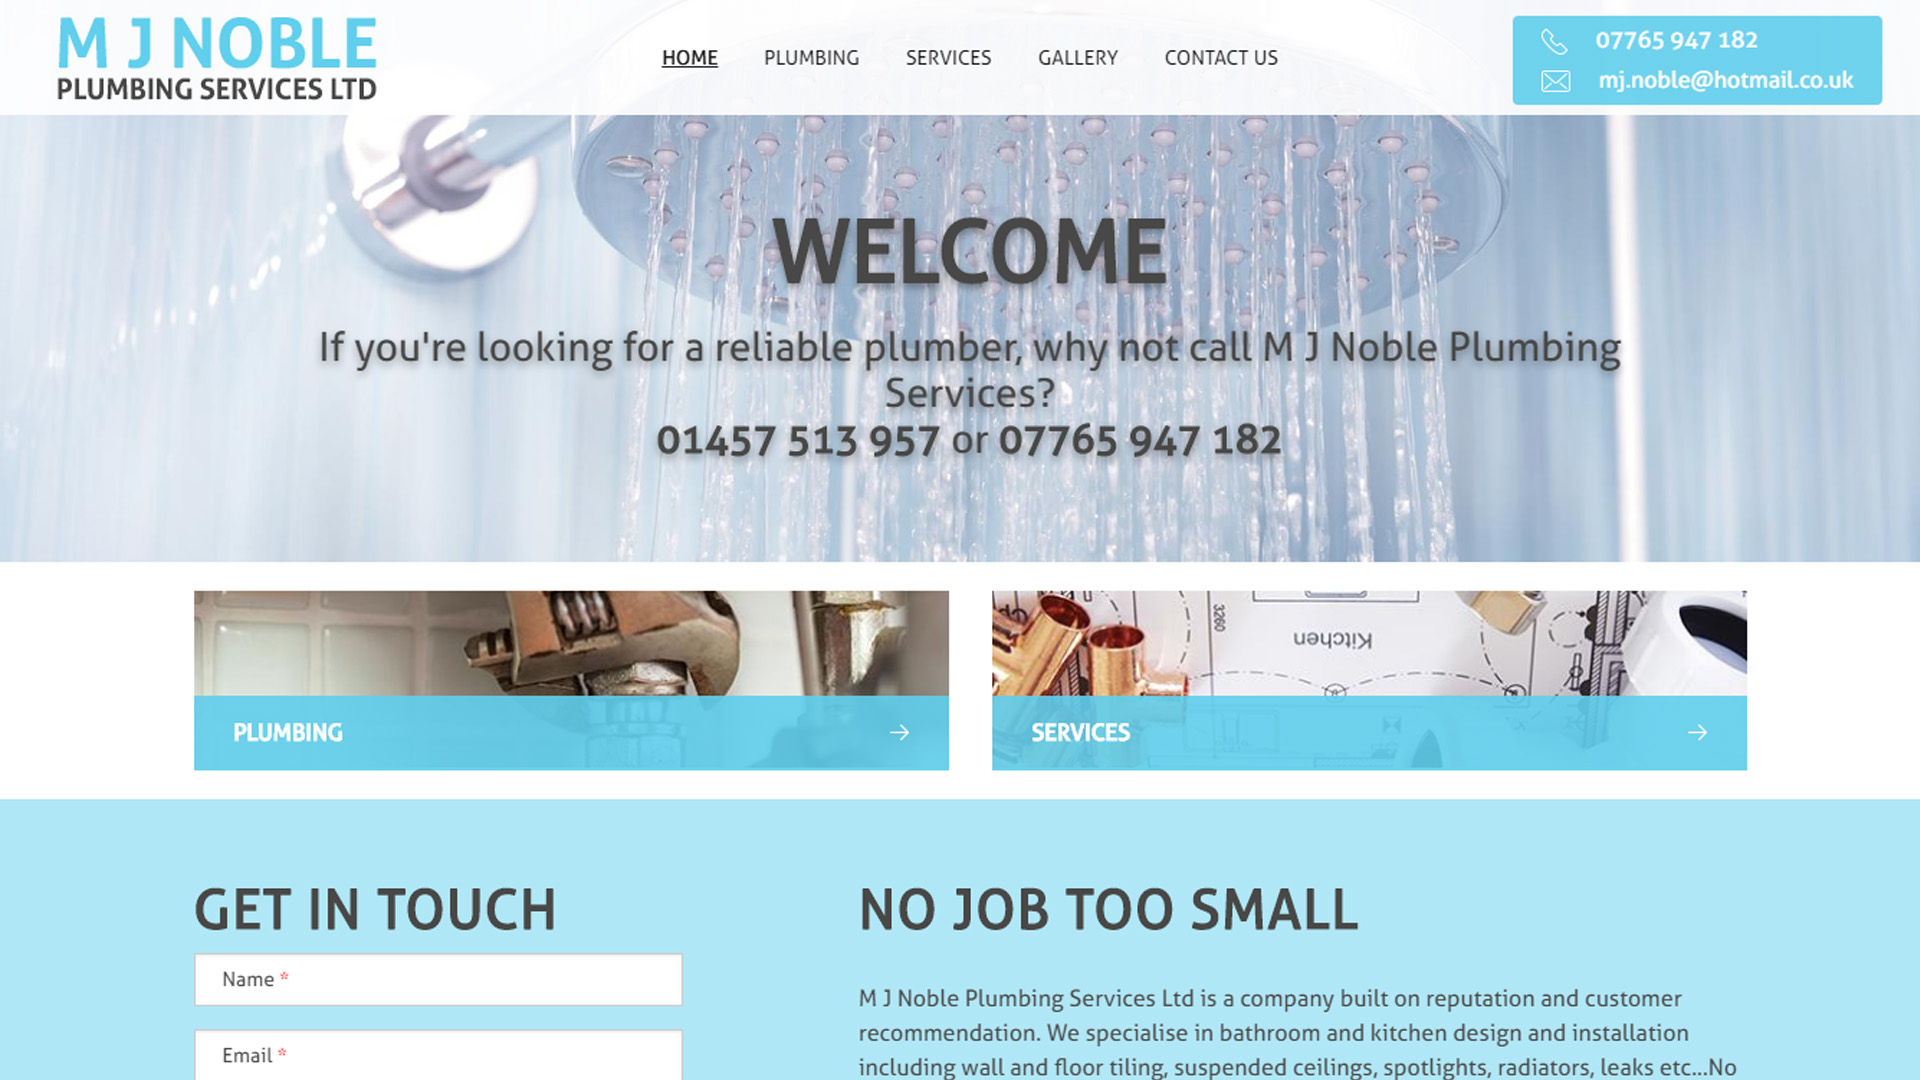 M J NOBLE
PLUMBING SERVICES LTD
HOME
PLUMBING
SERVICES
GALLERY
CONTACT US
07765 947 182
mj.noble@hotmail.co.uk
WELCOME
If you're looking for a reliable plumber, why not call M J Noble Plumbing
Services?
01457 513 957 or 07765 947 182
3260
Kitchen
PLUMBING
SERVICES
GET IN TOUCH
Name *
Email *
NO JOB TOO SMALL
M J Noble Plumbing Services Ltd is a company built on reputation and customer
recommendation. We specialise in bathroom and kitchen design and installation
including wall and floor tiling, suspended ceilings, spotlights, radiators, leaks etc...No